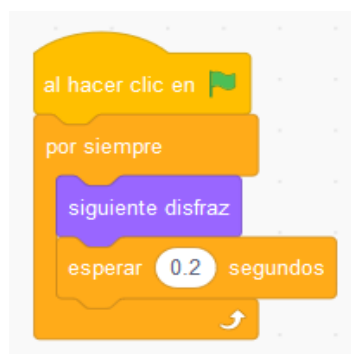 al hacer clic en
por siempre
siguiente disfraz
esperar 0.2 segundos